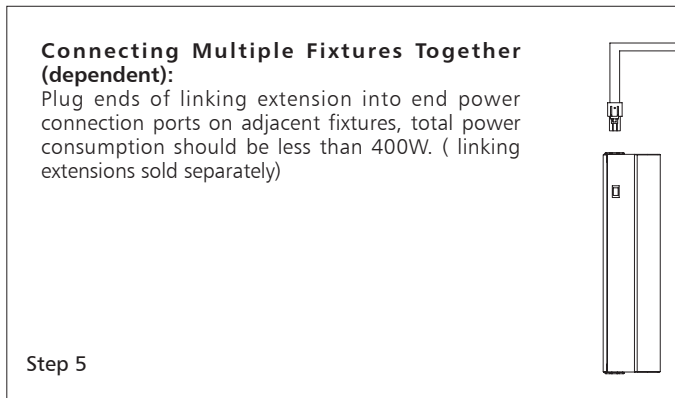 Connecting Multiple Fixtures Together
(dependent):
Plug ends of linking extension into end power
connection ports on adjacent fixtures, total power
consumption should be less than 400W. ( linking
extensions sold separately)
Step 5